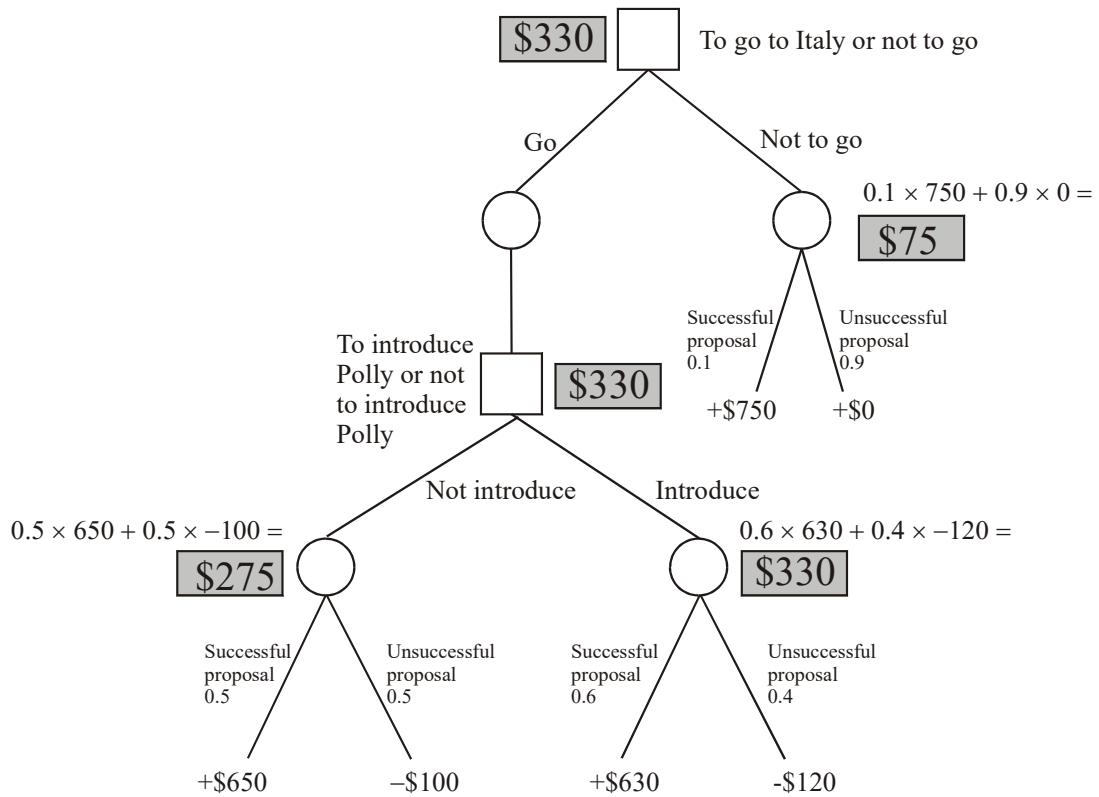 $330
To go to Italy or not to go
Go
Not to go
0.1 × 750 + 0.9 × 0 =
$75
Successful
proposal
0.1
Unsuccessful
proposal
0.9
+$750
+$0
To introduce
Polly or not
to introduce
Polly
$330
Not introduce
Introduce
0.5 × 650 + 0.5 × –100 =
$275
0.6 × 630 + 0.4 × –120 =
$330
Successful
proposal
0.5
Unsuccessful
proposal
0.5
Successful
proposal
0.6
Unsuccessful
proposal
0.4
+$650
–$100
+$630
-$120